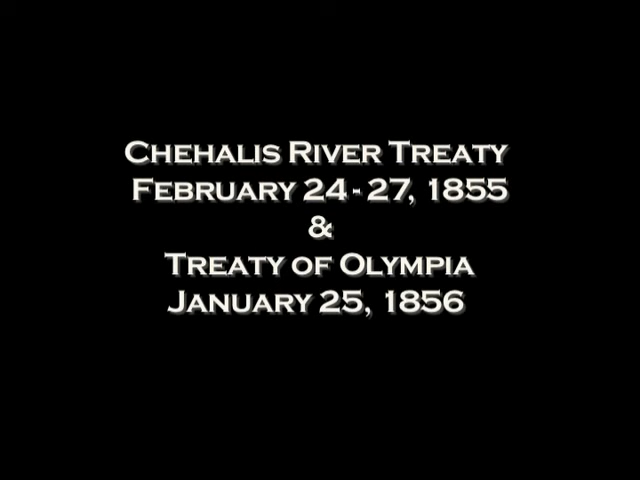 Chehalis River Treaty
February 24 - 27, 1855
&
Treaty of Olympia
January 25, 1856